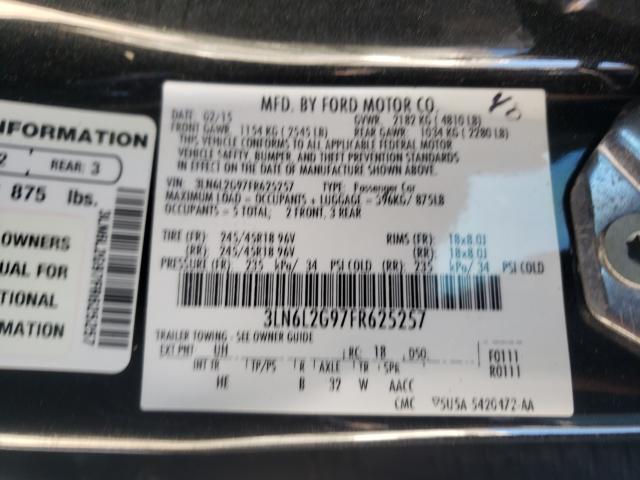 NFORMATION
2
REAR: 3
875 lbs.
OWNERS
UAL FOR
TIONAL
N
3LN6L2G97FR625257
MFD. BY FORD MOTOR CO.
DATE: 02/15 GVWR: 2182 KG ( 4810 LB)
FRONT GAWR: 1154 KG ( 2545 LB) REAR GAWR: 1034 KG ( 2280 LB)
THIS VEHICLE CONFORMS TO ALL APPLICABLE FEDERAL MOTOR
VEHICLE SAFETY, BUMPER, AND THEFT PREVENTION STANDARDS IN
EFFECT ON THE DATE OF MANUFACTURE SHOWN ABOVE.
VIN: 3LN6L2G97FR625257 TYPE: Passenger Car
MAXIMUM LOAD = OCCUPANTS + LUGGAGE = 396KG/ 875LB
OCCUPANTS = 5 TOTAL; 2 FRONT, 3 REAR
TIRE (FR): 245/45R18 96V RIMS (FR): 18x8.0J
(RR): 245/45R18 96V (RR): 18x8.0J
PRESSURE (FR): 235 kPa/ 34 PSI COLD (RR): 235 kPa/ 34 PSI COLD
3LN6L2G97FR625257
TRAILER TOWING - SEE OWNER GUIDE
EXT PNT: UH RC: 18 DSO: F0111
INT TR TP/PS R AXLE TR SPR R0111
HE B 32 W AACC
CMC 5U5A 5420472 AA